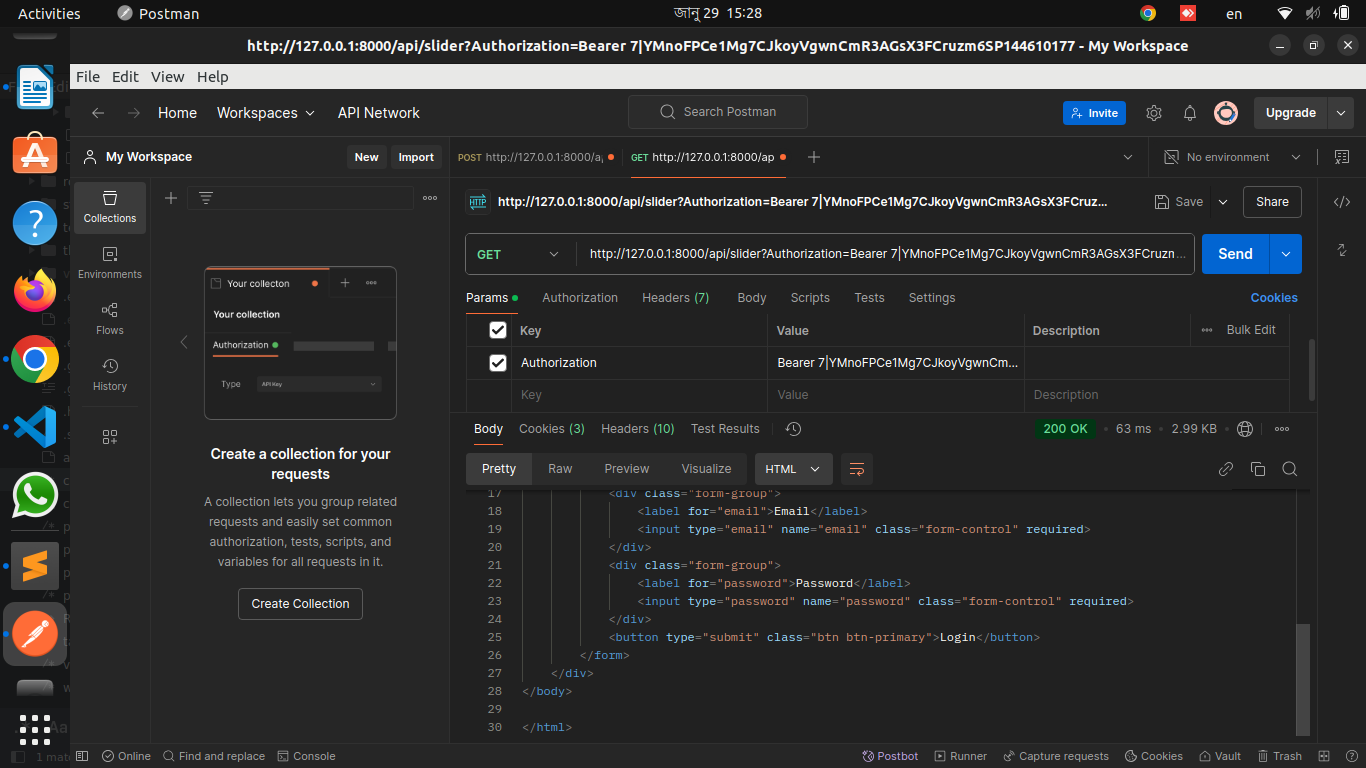 Activities
Postman
জানু 29 15:28
en
http://127.0.0.1:8000/api/slider?Authorization=Bearer 7|YMnoFPCe1Mg7CJkoyVgwnCmR3AGsX3FCruzm6SP144610177 - My Workspace
File Edit View Help
Home
Workspaces
API Network
Search Postman
Invite
Upgrade
My Workspace
New
Import
POST http://127.0.0.1:8000/a
GET http://127.0.0.1:8000/ap
No environment
Collections
Environments
Flows
History
HTTP
http://127.0.0.1:8000/api/slider?Authorization=Bearer 7|YMnoFPCe1Mg7CJkoyVgwnCmR3AGsX3FCruz...
Save
Share
GET
http://127.0.0.1:8000/api/slider?Authorization=Bearer 7|YMnoFPCe1Mg7CJkoyVgwnCmR3AGsX3FCruzn...
Send
Params
Authorization
Headers (7)
Body
Scripts
Tests
Settings
Cookies
Key Value Description
Bulk Edit
Authorization Bearer 7|YMnoFPCe1Mg7CJkoyVgwnCm...
Key Value Description
Your collecton
Your collection
Authorization
Type API Key
Create a collection for your
requests
A collection lets you group related
requests and easily set common
authorization, tests, scripts, and
variables for all requests in it.
Create Collection
Body Cookies (3) Headers (10) Test Results
200 OK 63 ms 2.99 KB
Pretty Raw Preview Visualize HTML
17 <div class="form-group">
18 <label for="email">Email</label>
19 <input type="email" name="email" class="form-control" required>
20 </div>
21 <div class="form-group">
22 <label for="password">Password</label>
23 <input type="password" name="password" class="form-control" required>
24 </div>
25 <button type="submit" class="btn btn-primary">Login</button>
26 </form>
27 </div>
28 </body>
29
30 </html>
Online
Find and replace
Console
Postbot
Runner
Capture requests
Cookies
Vault
Trash